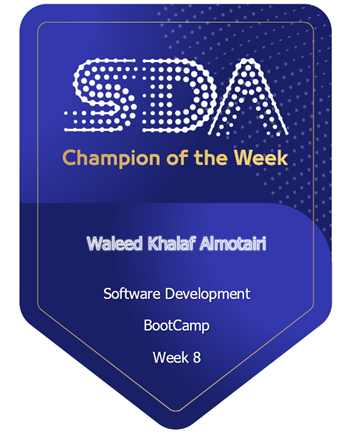 SDA
Champion of the Week
Waleed Khalaf Almotairi
Software Development
BootCamp
Week 8